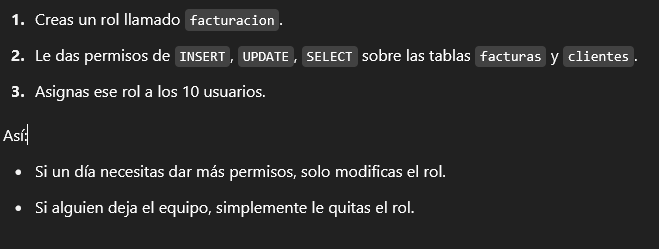 1. Creas un rol llamado facturacion.
2. Le das permisos de INSERT, UPDATE, SELECT sobre las tablas facturas y clientes.
3. Asignas ese rol a los 10 usuarios.
Así:
• Si un día necesitas dar más permisos, solo modificas el rol.
• Si alguien deja el equipo, simplemente le quitas el rol.